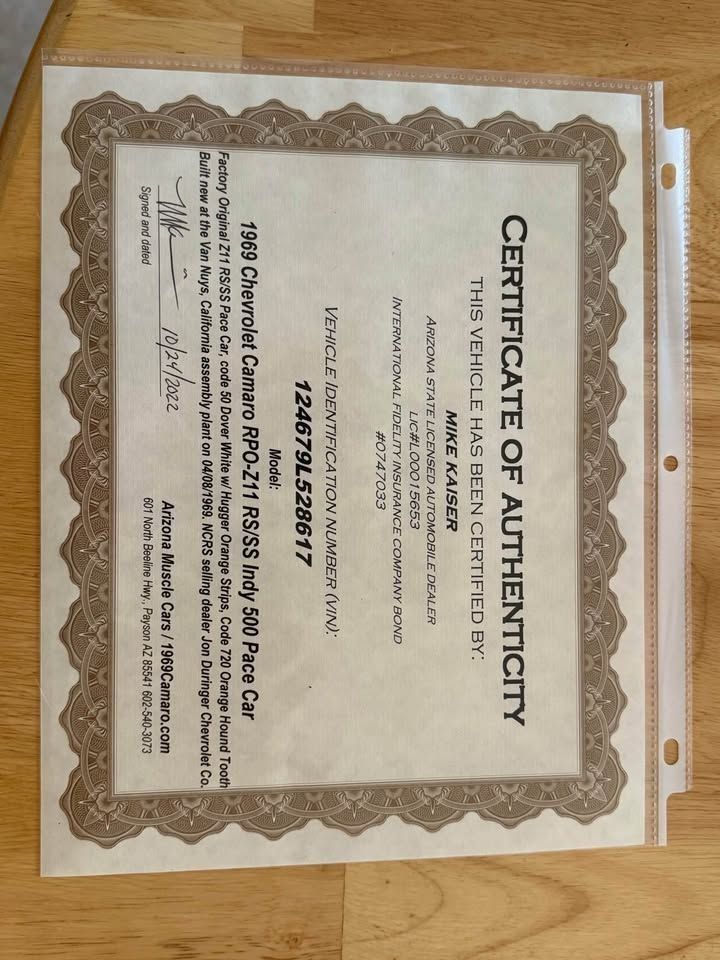 CERTIFICATE OF AUTHENTICITY
THIS VEHICLE HAS BEEN CERTIFIED BY:
MIKE KAISER
ARIZONA STATE LICENSED AUTOMOBILE DEALER
LIC#L00015653
INTERNATIONAL FIDELITY INSURANCE COMPANY BOND
#0747033
VEHICLE IDENTIFICATION NUMBER (VIN):
124679L528617
Model:
1969 Chevrolet Camaro RPO-Z11 RS/SS Indy 500 Pace Car
Factory Original Z11 RS/SS Pace Car, code 50 Dover White w/ Hugger Orange Strips, Code 720 Orange Hound Tooth
Built new at the Van Nuys, California assembly plant on 04/08/1969. NCRS selling dealer Jon Duringer Chevrolet Co.
10/24/2022
Signed and dated
Arizona Muscle Cars / 1969Camaro.com
601 North Beeline Hwy., Payson AZ 85541 602-540-3073